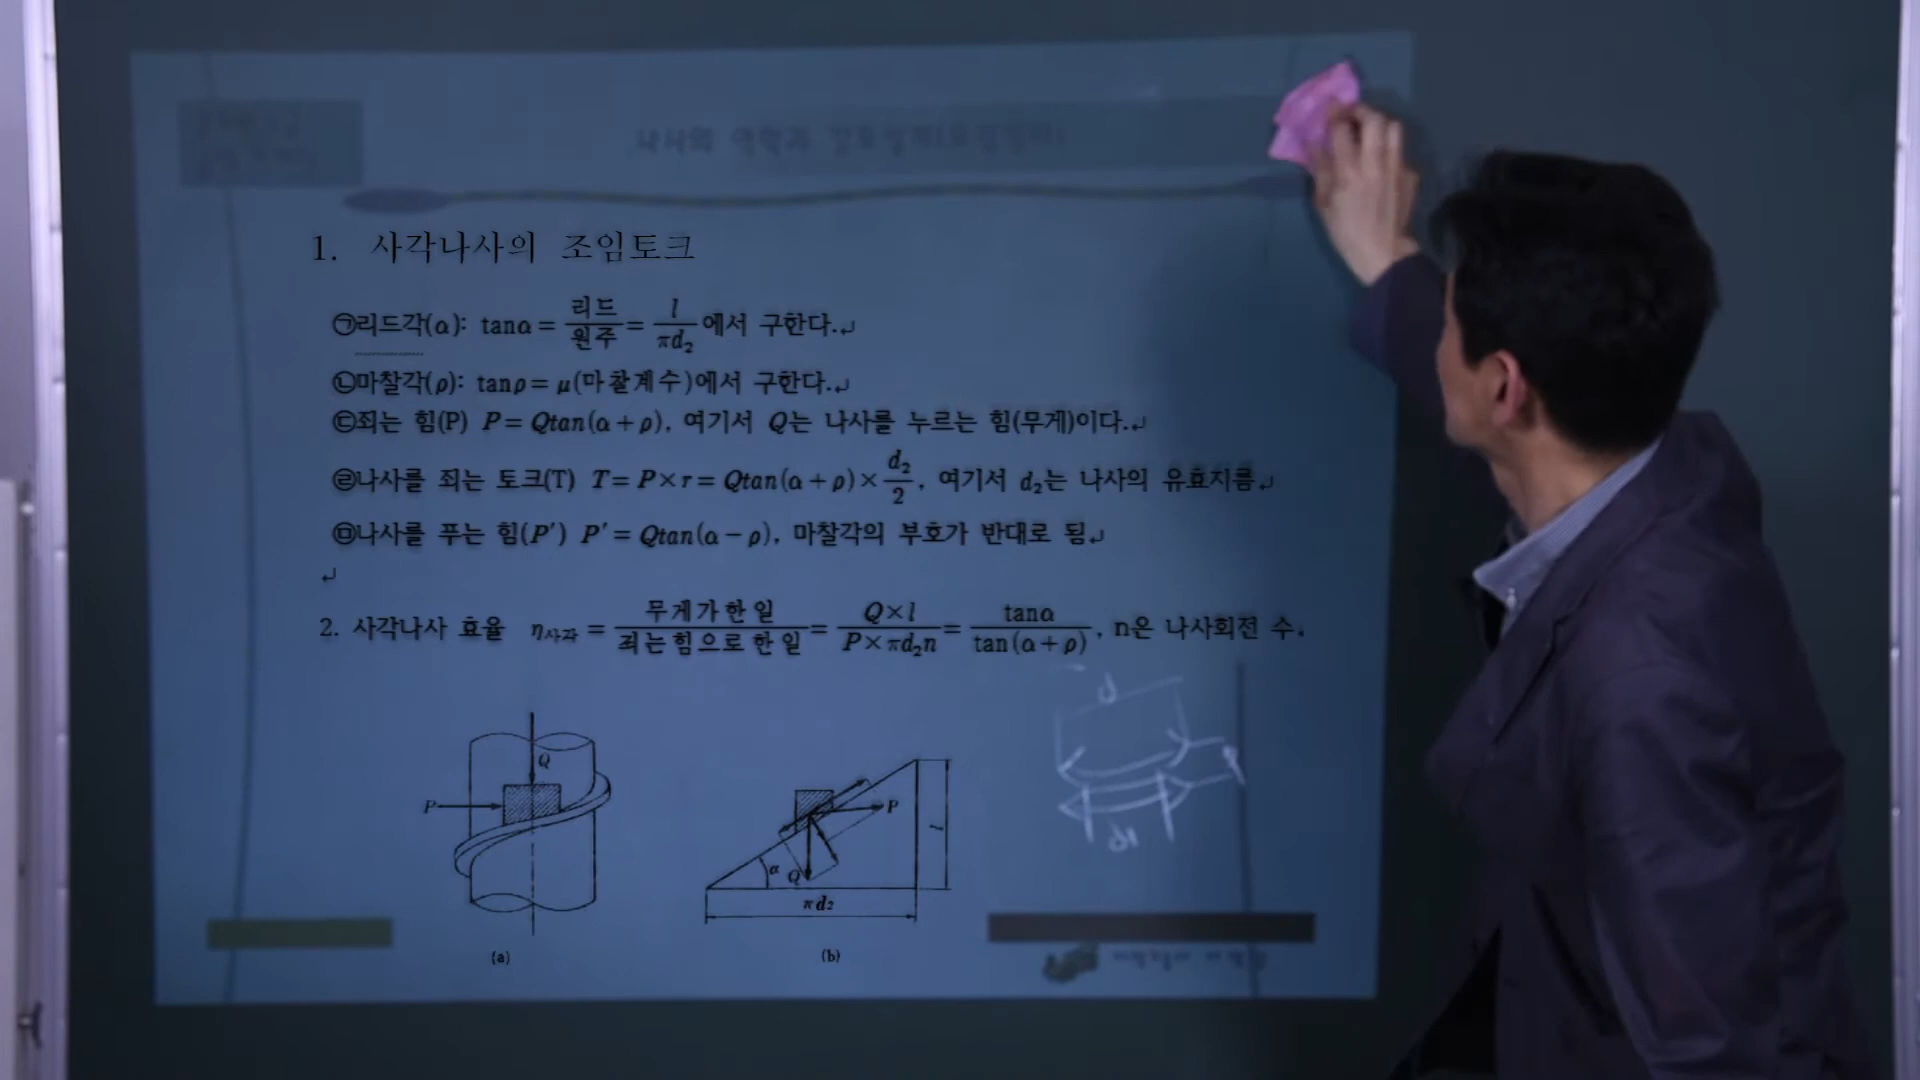 1. 사각나사의 조임토크
㉠리드각(α): tanα = 리드/원주 = l/πd₂ 에서 구한다.↵
㉡마찰각(ρ): tanρ = μ(마찰계수)에서 구한다.↵
㉢죄는 힘(P) P = Qtan(α + ρ), 여기서 Q는 나사를 누르는 힘(무게)이다.↵
㉣나사를 죄는 토크(T) T = P × r = Qtan(α + ρ) × d₂/2, 여기서 d₂는 나사의 유효지름↵
㉤나사를 푸는 힘(P′) P′ = Qtan(α − ρ), 마찰각의 부호가 반대로 됨↵
↵
2. 사각나사 효율 η사각 = 무게가 한 일/죄는 힘으로 한 일 = Q×l/P×πd₂n = tanα/tan(α + ρ), n은 나사회전 수.
d
Q
P
P
l
α
Q
d1
πd₂
(a)
(b)